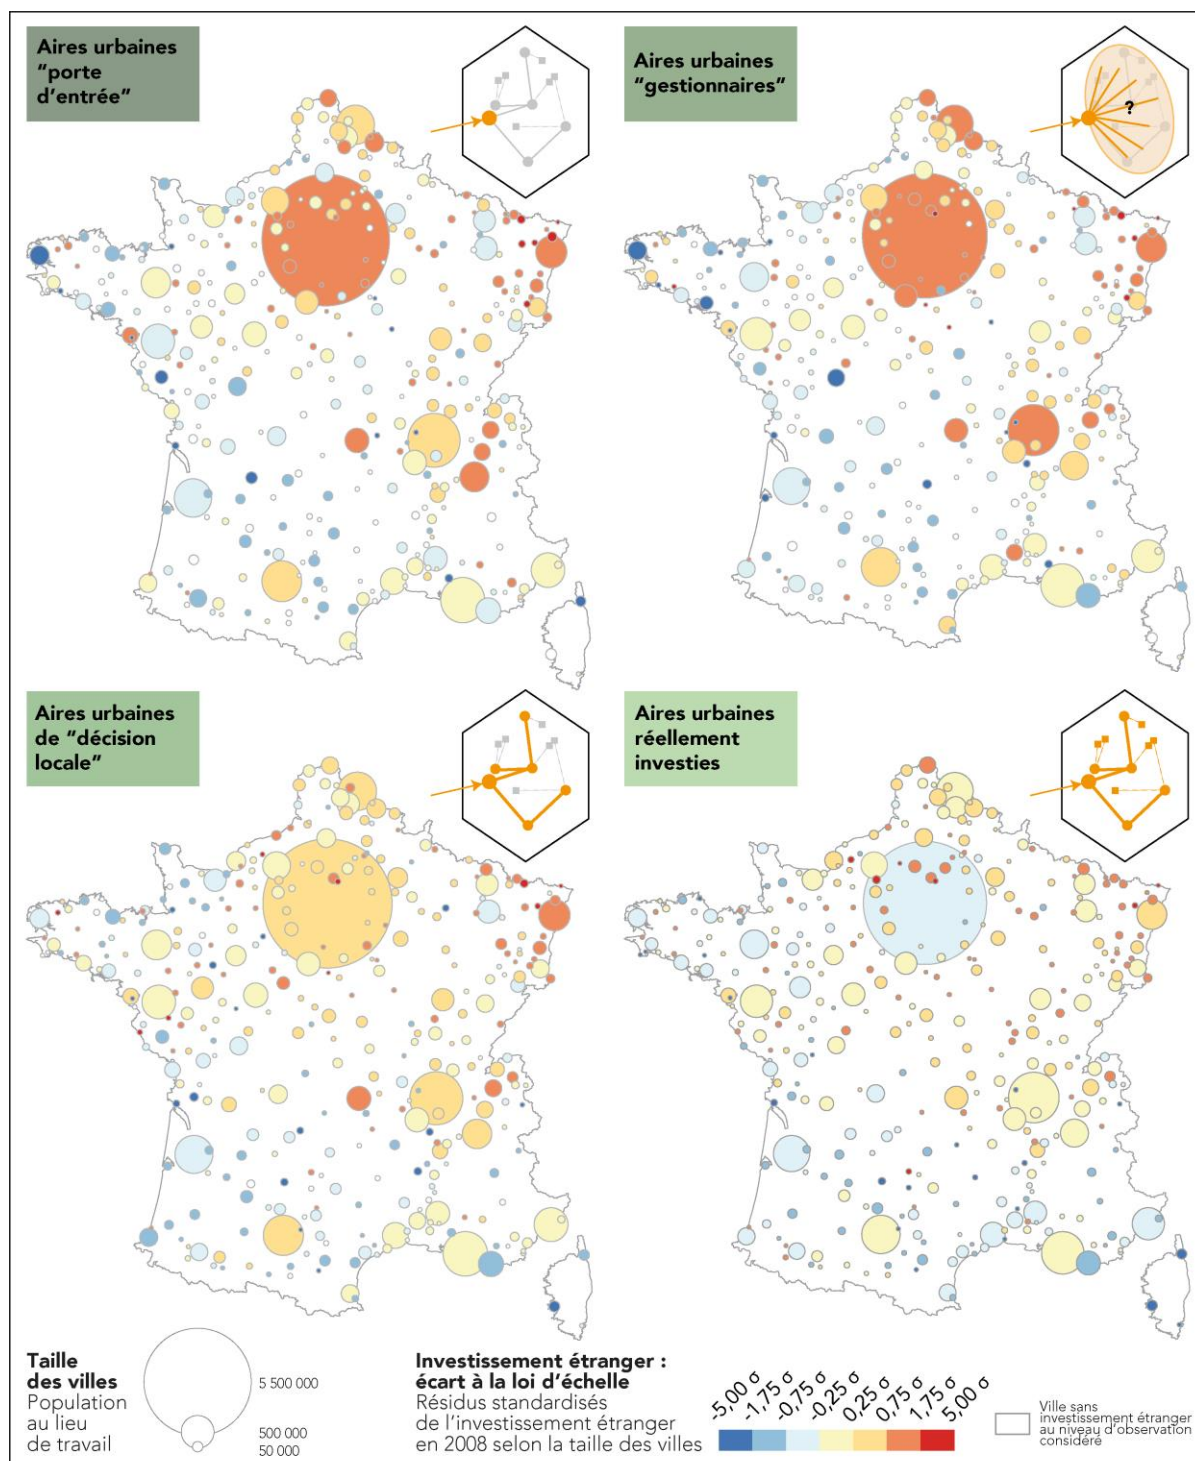 Aires urbaines
"porte
d'entrée"
Aires urbaines
"gestionnaires"
?
Aires urbaines
de "décision
locale"
Aires urbaines
réellement
investies
Taille
des villes
Population
au lieu
de travail
5 500 000
500 000
50 000
Investissement étranger :
écart à la loi d'échelle
Résidus standardisés
de l'investissement étranger
en 2008 selon la taille des villes
-5,00 σ
-1,75 σ
-0,75 σ
-0,25 σ
0,25 σ
0,75 σ
1,75 σ
5,00 σ
Ville sans
investissement étranger
au niveau d'observation
considéré